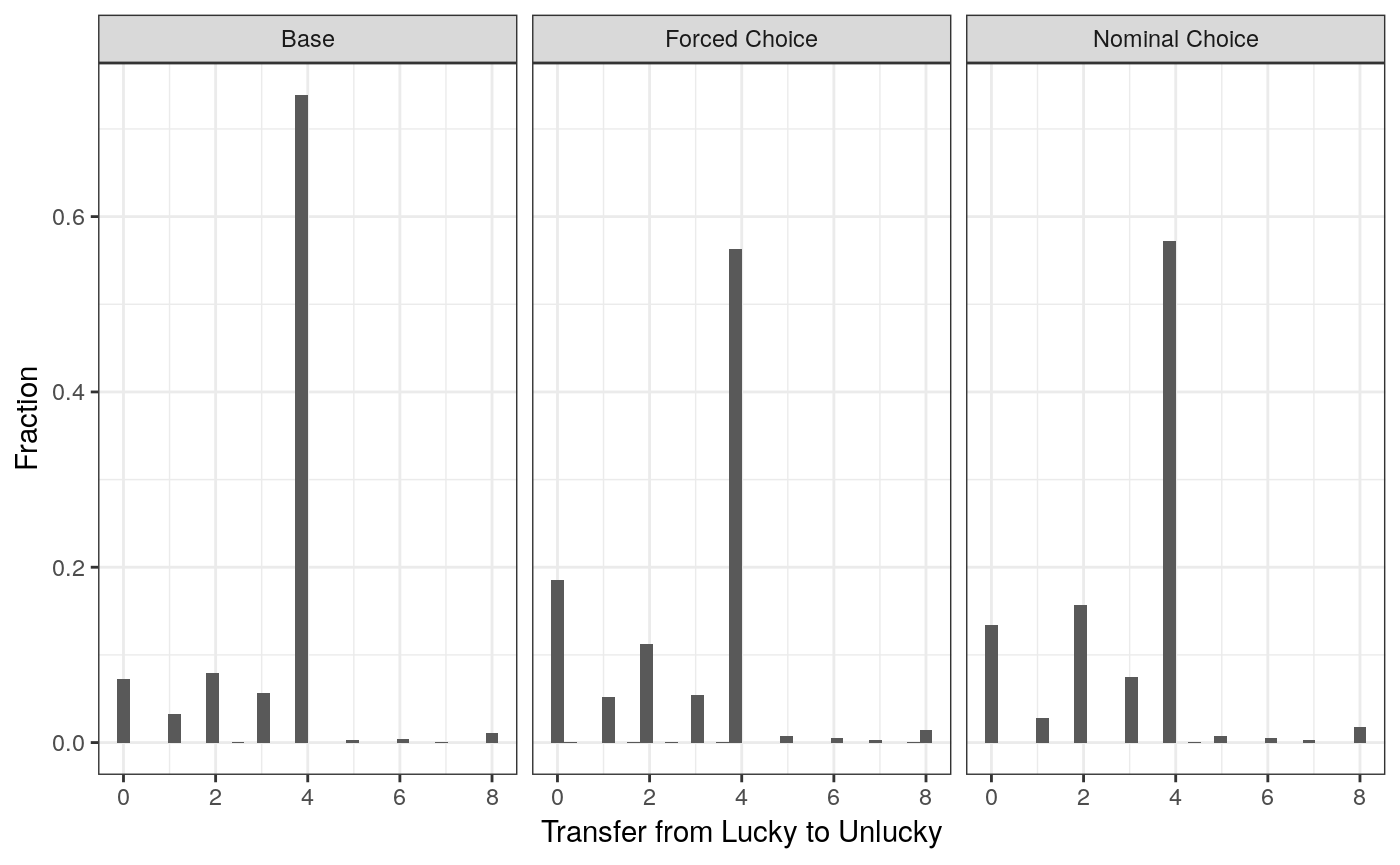 Base
Forced Choice
Nominal Choice
Fraction
0.6
0.4
0.2
0.0
0 2 4 6 8
0 2 4 6 8
0 2 4 6 8
Transfer from Lucky to Unlucky